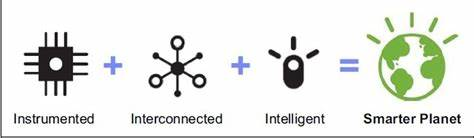 Instrumented + Interconnected + Intelligent = Smarter Planet